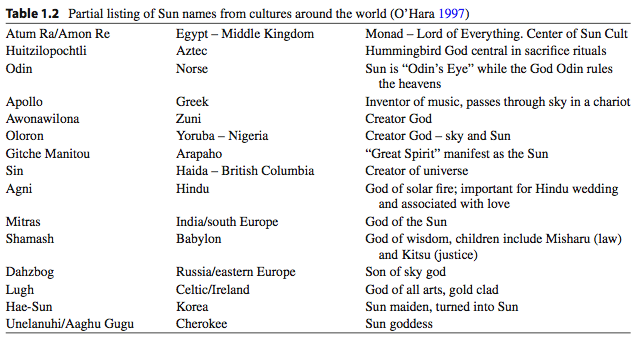 Table 1.2 Partial listing of Sun names from cultures around the world (O’Hara 1997)
Atum Ra/Amon Re Egypt – Middle Kingdom Monad – Lord of Everything. Center of Sun Cult
Huitzilopochtli Aztec Hummingbird God central in sacrifice rituals
Odin Norse Sun is “Odin’s Eye” while the God Odin rules
the heavens
Apollo Greek Inventor of music, passes through sky in a chariot
Awonawilona Zuni Creator God
Oloron Yoruba – Nigeria Creator God – sky and Sun
Gitche Manitou Arapaho “Great Spirit” manifest as the Sun
Sin Haida – British Columbia Creator of universe
Agni Hindu God of solar fire; important for Hindu wedding
and associated with love
Mitras India/south Europe God of the Sun
Shamash Babylon God of wisdom, children include Misharu (law)
and Kitsu (justice)
Dahzbog Russia/eastern Europe Son of sky god
Lugh Celtic/Ireland God of all arts, gold clad
Hae-Sun Korea Sun maiden, turned into Sun
Unelanuhi/Aaghu Gugu Cherokee Sun goddess